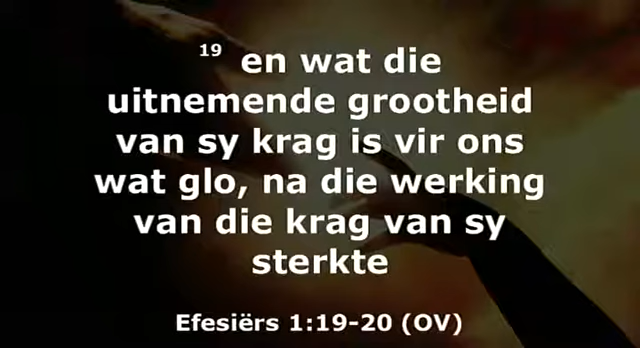 19 en wat die
uitnemende grootheid
van sy krag is vir ons
wat glo, na die werking
van die krag van sy
sterkte
Efesiërs 1:19-20 (OV)